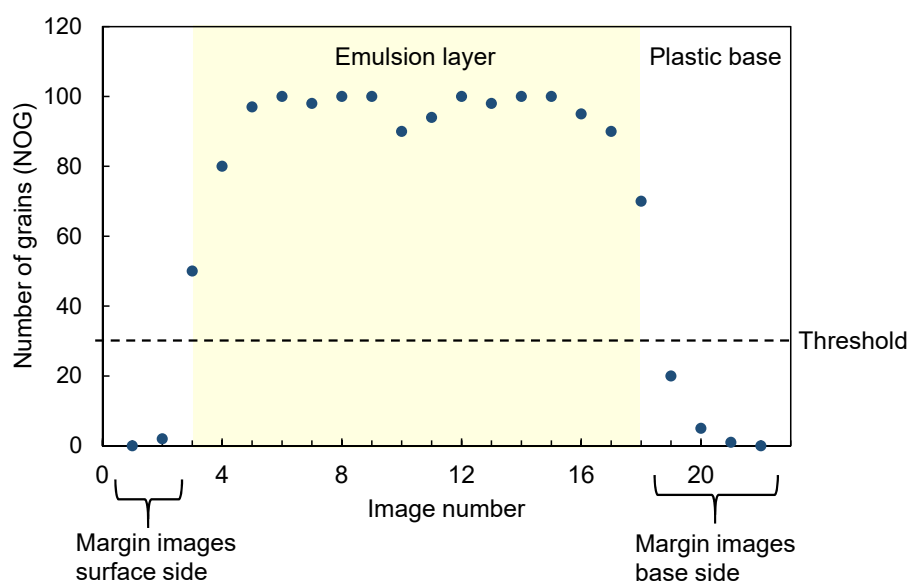 120
100
80
60
40
20
0
Number of grains (NOG)
Emulsion layer
Plastic base
Threshold
0 4 8 12 16 20
Image number
Margin images
surface side
Margin images
base side